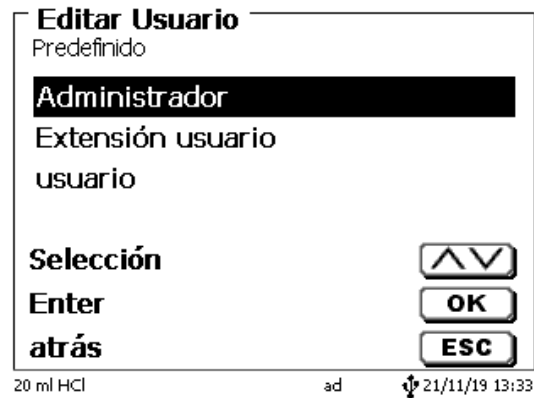 Editar Usuario
Predefinido
Administrador
Extensión usuario
usuario
Selección
Enter OK
atrás ESC
20 ml HCl ad 21/11/19 13:33